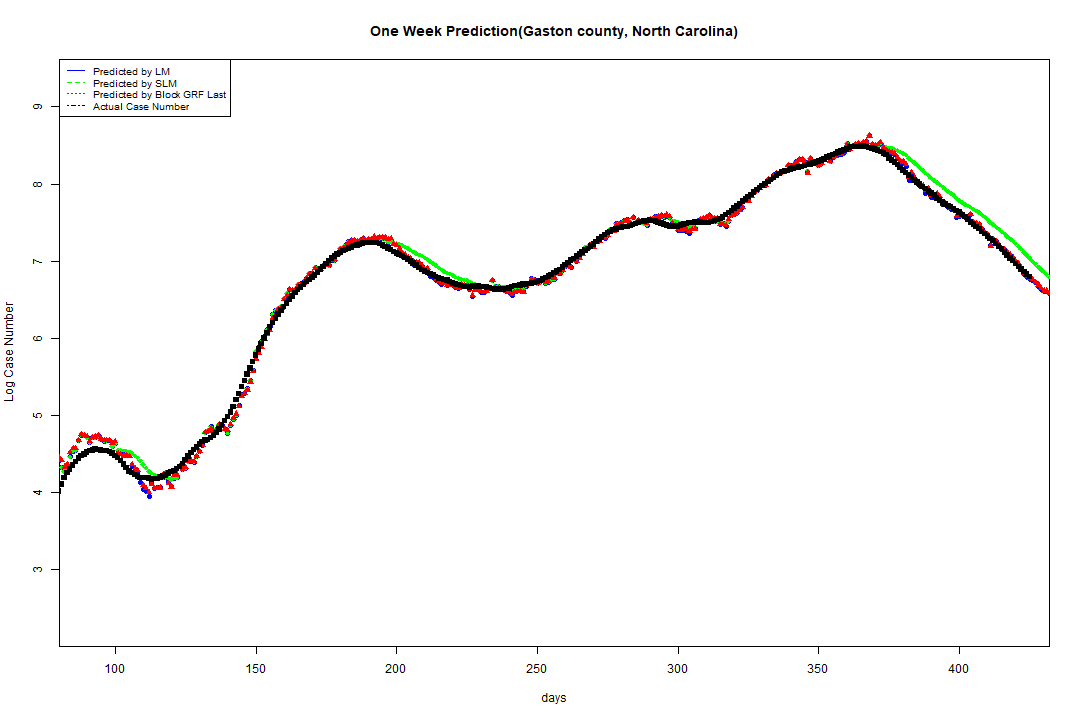 One Week Prediction(Gaston county, North Carolina)
Predicted by LM
Predicted by SLM
Predicted by Block GRF Last
Actual Case Number
Log Case Number
9
8
7
6
5
4
3
100 150 200 250 300 350 400
days